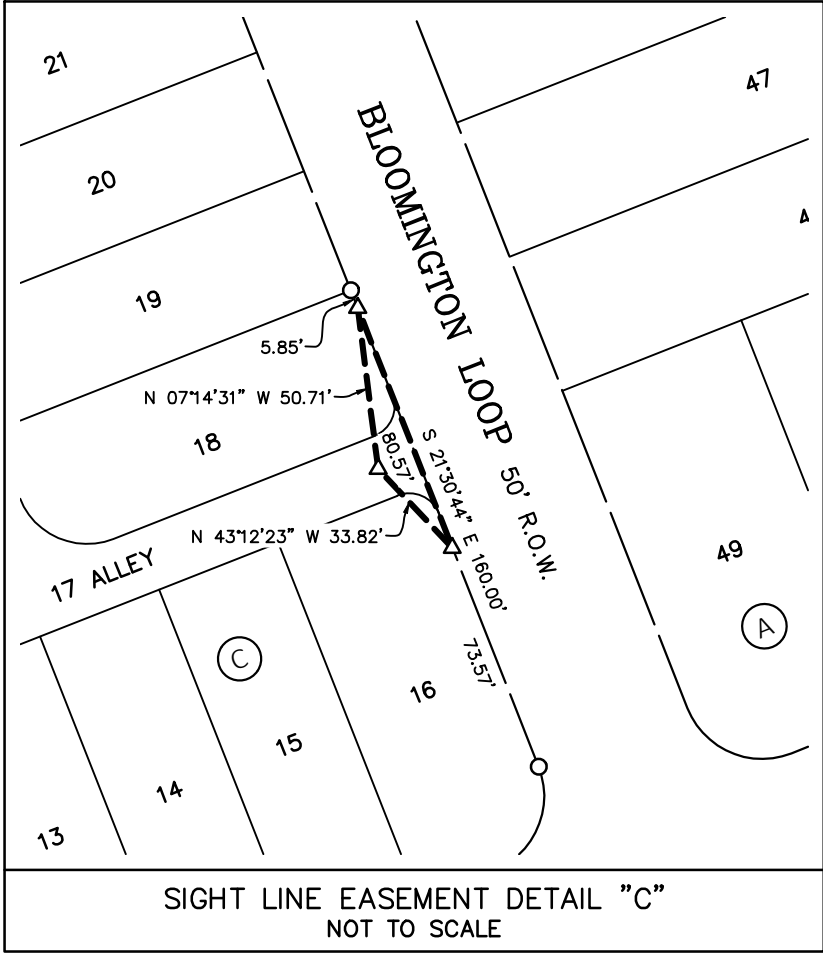 21
47
20
4
19
BLOOMINGTON LOOP 50' R.O.W.
5.85'
N 07°14'31" W 50.71'
18
80.57'
S 21°30'44" E 160.00'
N 43°12'23" W 33.82'
17 ALLEY
49
A
C
73.57'
16
15
14
13
SIGHT LINE EASEMENT DETAIL "C"
NOT TO SCALE